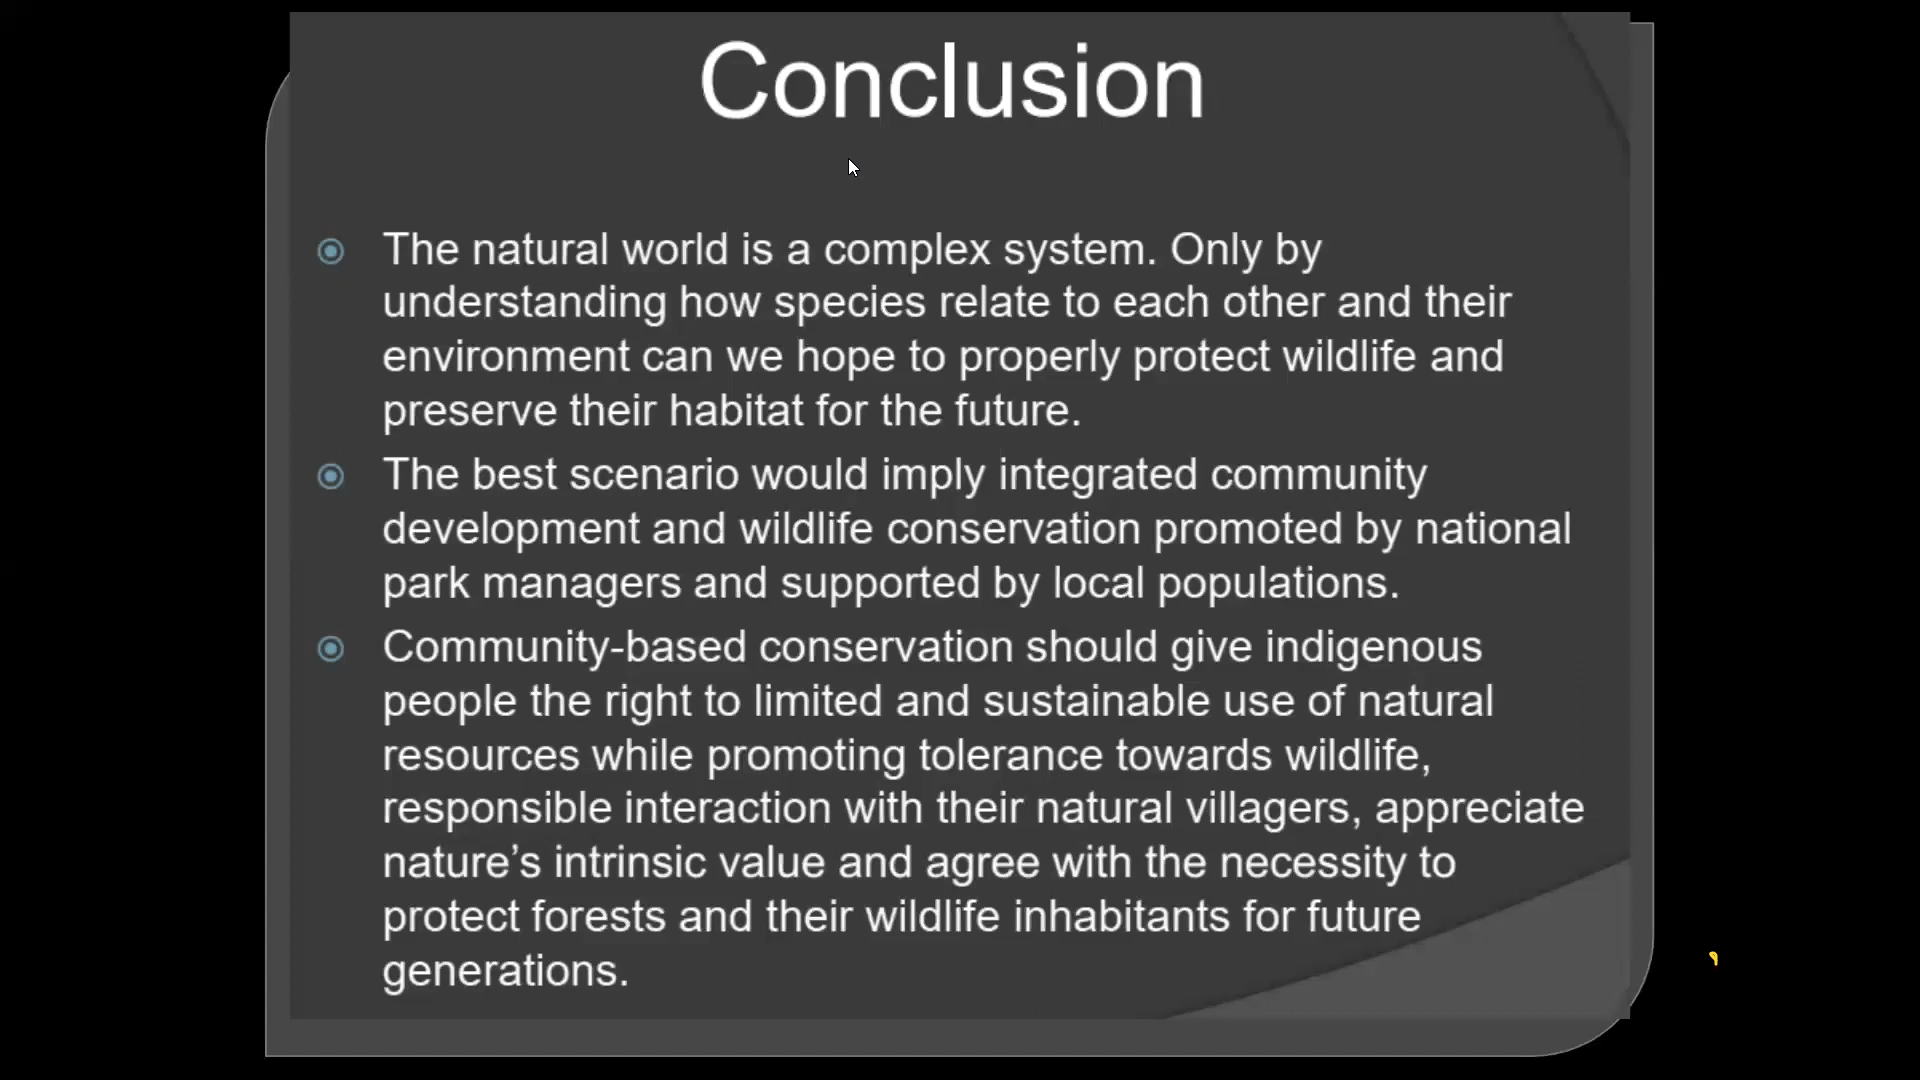 Conclusion
The natural world is a complex system. Only by
understanding how species relate to each other and their
environment can we hope to properly protect wildlife and
preserve their habitat for the future.
The best scenario would imply integrated community
development and wildlife conservation promoted by national
park managers and supported by local populations.
Community-based conservation should give indigenous
people the right to limited and sustainable use of natural
resources while promoting tolerance towards wildlife,
responsible interaction with their natural villagers, appreciate
nature’s intrinsic value and agree with the necessity to
protect forests and their wildlife inhabitants for future
generations.